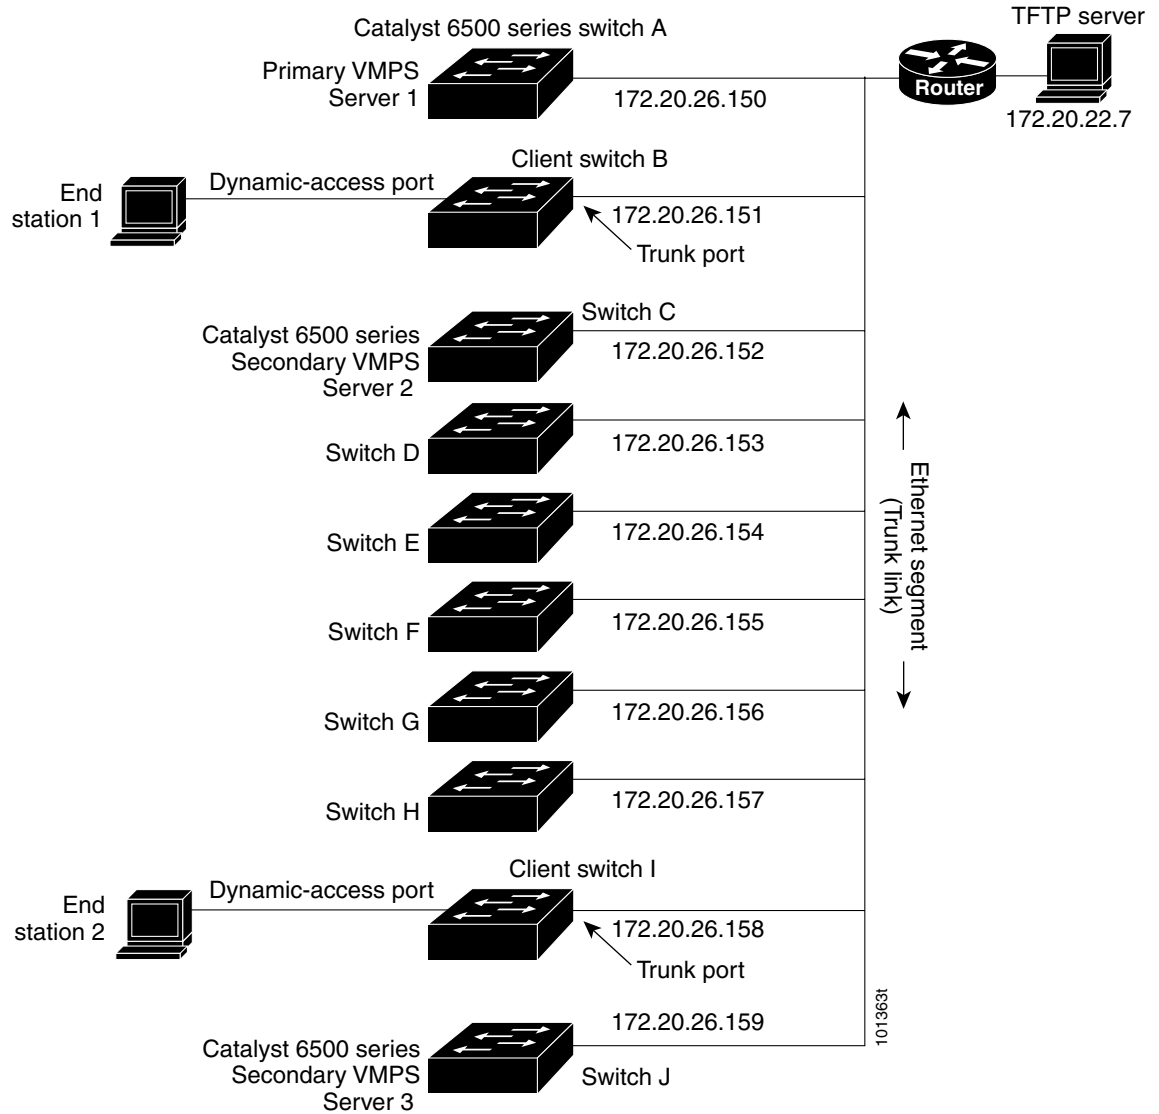 Catalyst 6500 series switch A
TFTP server
Primary VMPS
Server 1
172.20.26.150
Router
172.20.22.7
Client switch B
End
station 1
Dynamic-access port
172.20.26.151
Trunk port
Switch C
Catalyst 6500 series
Secondary VMPS
Server 2
172.20.26.152
Switch D
172.20.26.153
Ethernet segment
(Trunk link)
Switch E
172.20.26.154
Switch F
172.20.26.155
Switch G
172.20.26.156
Switch H
172.20.26.157
Client switch I
End
station 2
Dynamic-access port
172.20.26.158
Trunk port
172.20.26.159
101363t
Catalyst 6500 series
Secondary VMPS
Server 3
Switch J